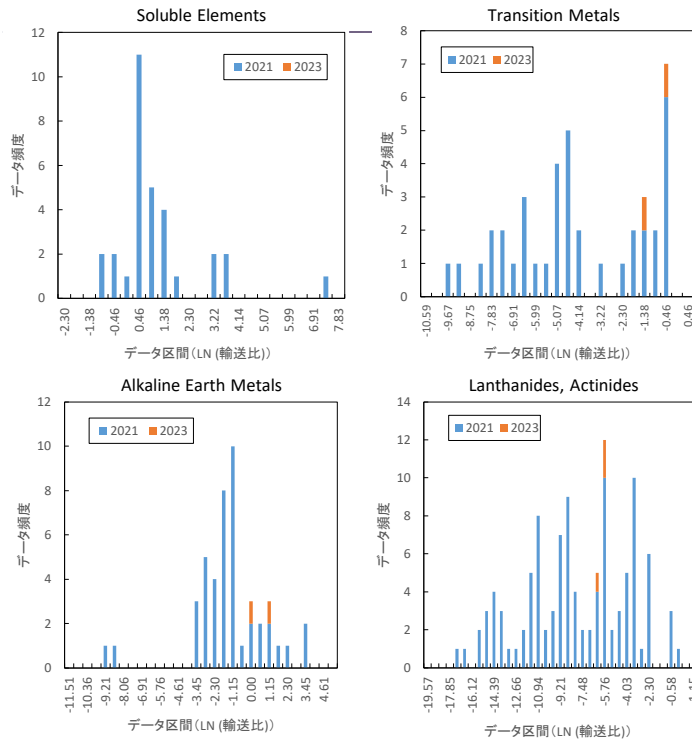 Soluble Elements
12
10
8
6
4
2
0
データ頻度
2021 2023
-2.30 -1.38 -0.46 0.46 1.38 2.30 3.22 4.14 5.07 5.99 6.91 7.83
データ区間(LN (輸送比))
Transition Metals
8
7
6
5
4
3
2
1
0
データ頻度
2021 2023
-10.59 -9.67 -8.75 -7.83 -6.91 -5.99 -5.07 -4.14 -3.22 -2.30 -1.38 -0.46 0.46
データ区間(LN (輸送比))
Alkaline Earth Metals
12
10
8
6
4
2
0
データ頻度
2021 2023
-11.51 -10.36 -9.21 -8.06 -6.91 -5.76 -4.61 -3.45 -2.30 -1.15 0.00 1.15 2.30 3.45 4.61
データ区間(LN (輸送比))
Lanthanides, Actinides
14
12
10
8
6
4
2
0
データ頻度
2021 2023
-19.57 -17.85 -16.12 -14.39 -12.66 -10.94 -9.21 -7.48 -5.76 -4.03 -2.30 -0.58 1.15
データ区間(LN (輸送比))